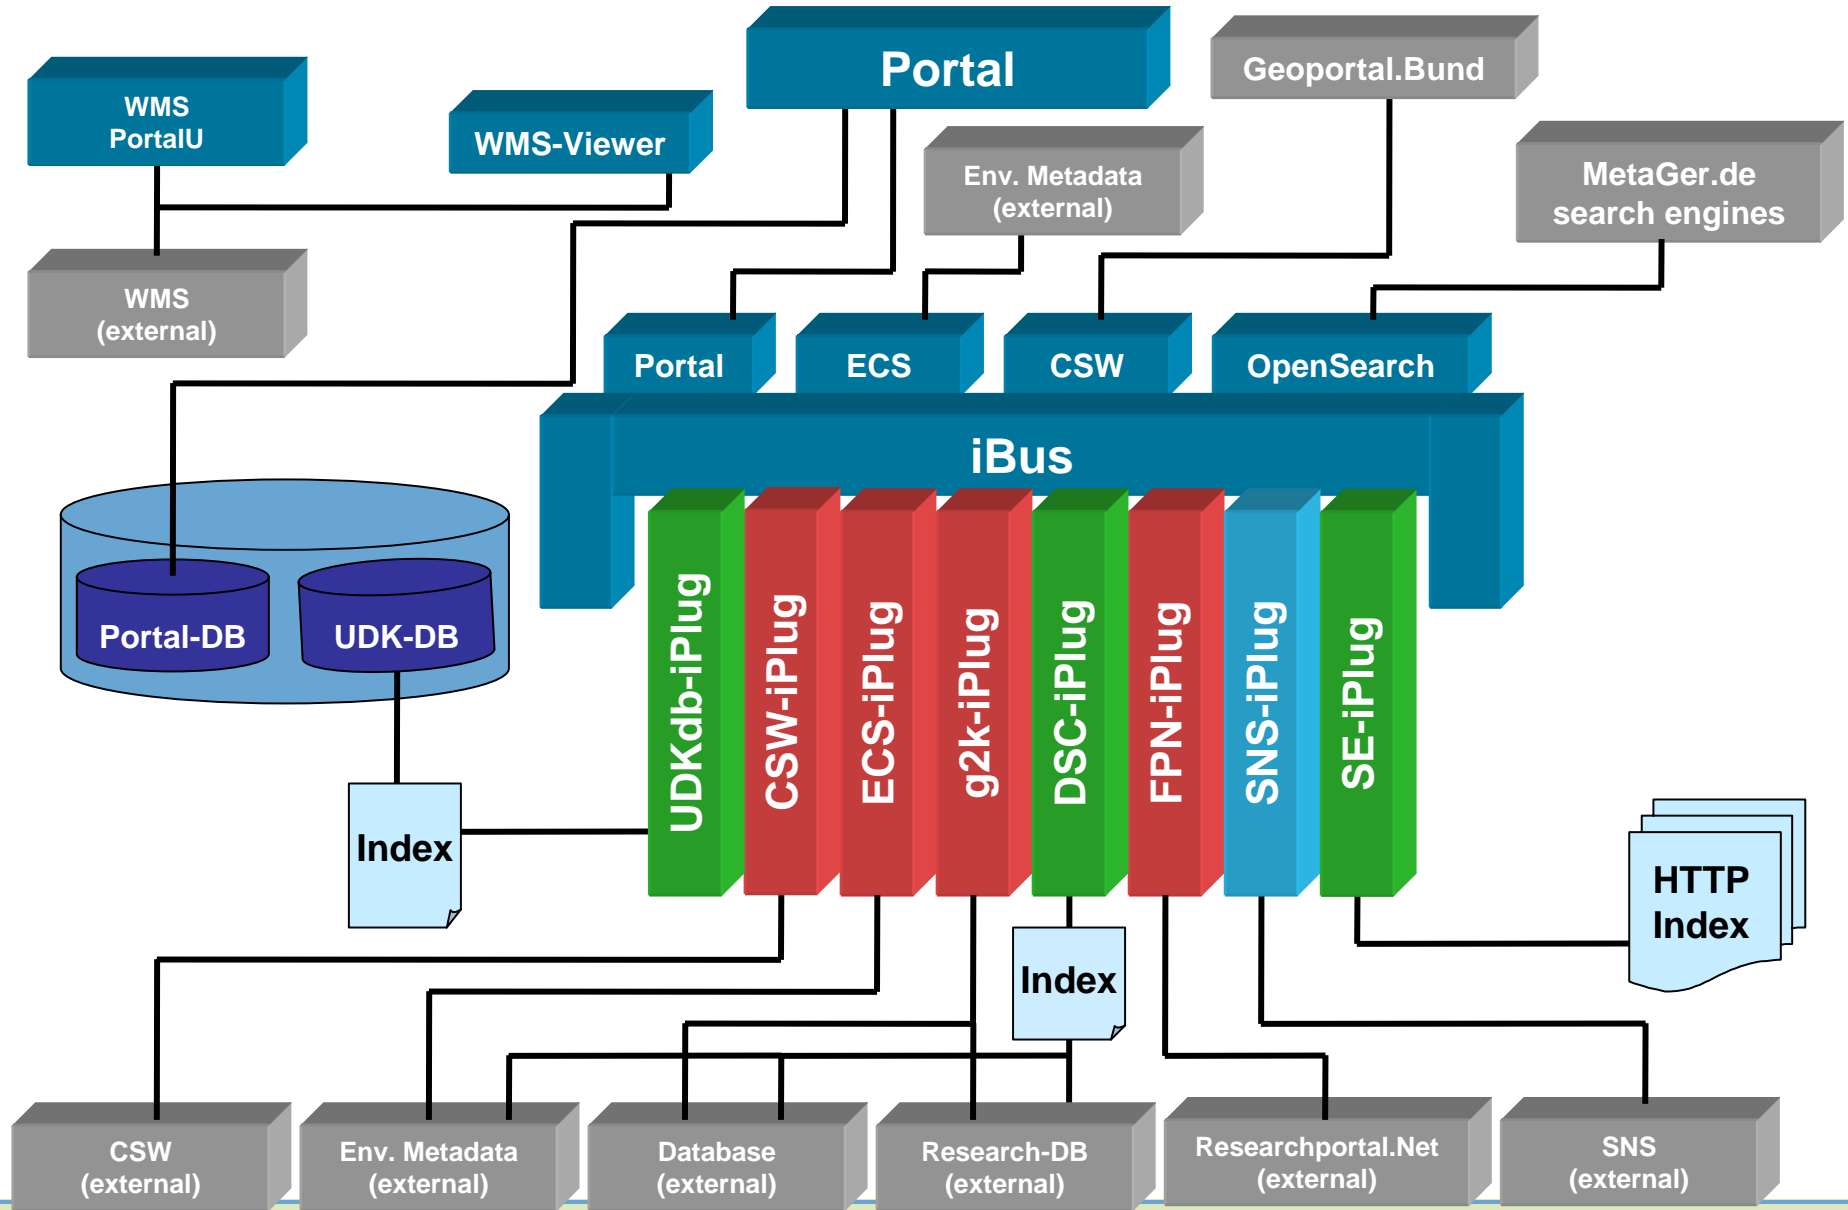 Portal
Geoportal.Bund
WMS
PortalU
WMS-Viewer
Env. Metadata
(external)
MetaGer.de
search engines
WMS
(external)
Portal
ECS
CSW
OpenSearch
iBus
Portal-DB
UDK-DB
UDKdb-iPlug
CSW-iPlug
ECS-iPlug
g2k-iPlug
DSC-iPlug
FPN-iPlug
SNS-iPlug
SE-iPlug
Index
HTTP
Index
Index
CSW
(external)
Env. Metadata
(external)
Database
(external)
Research-DB
(external)
Researchportal.Net
(external)
SNS
(external)